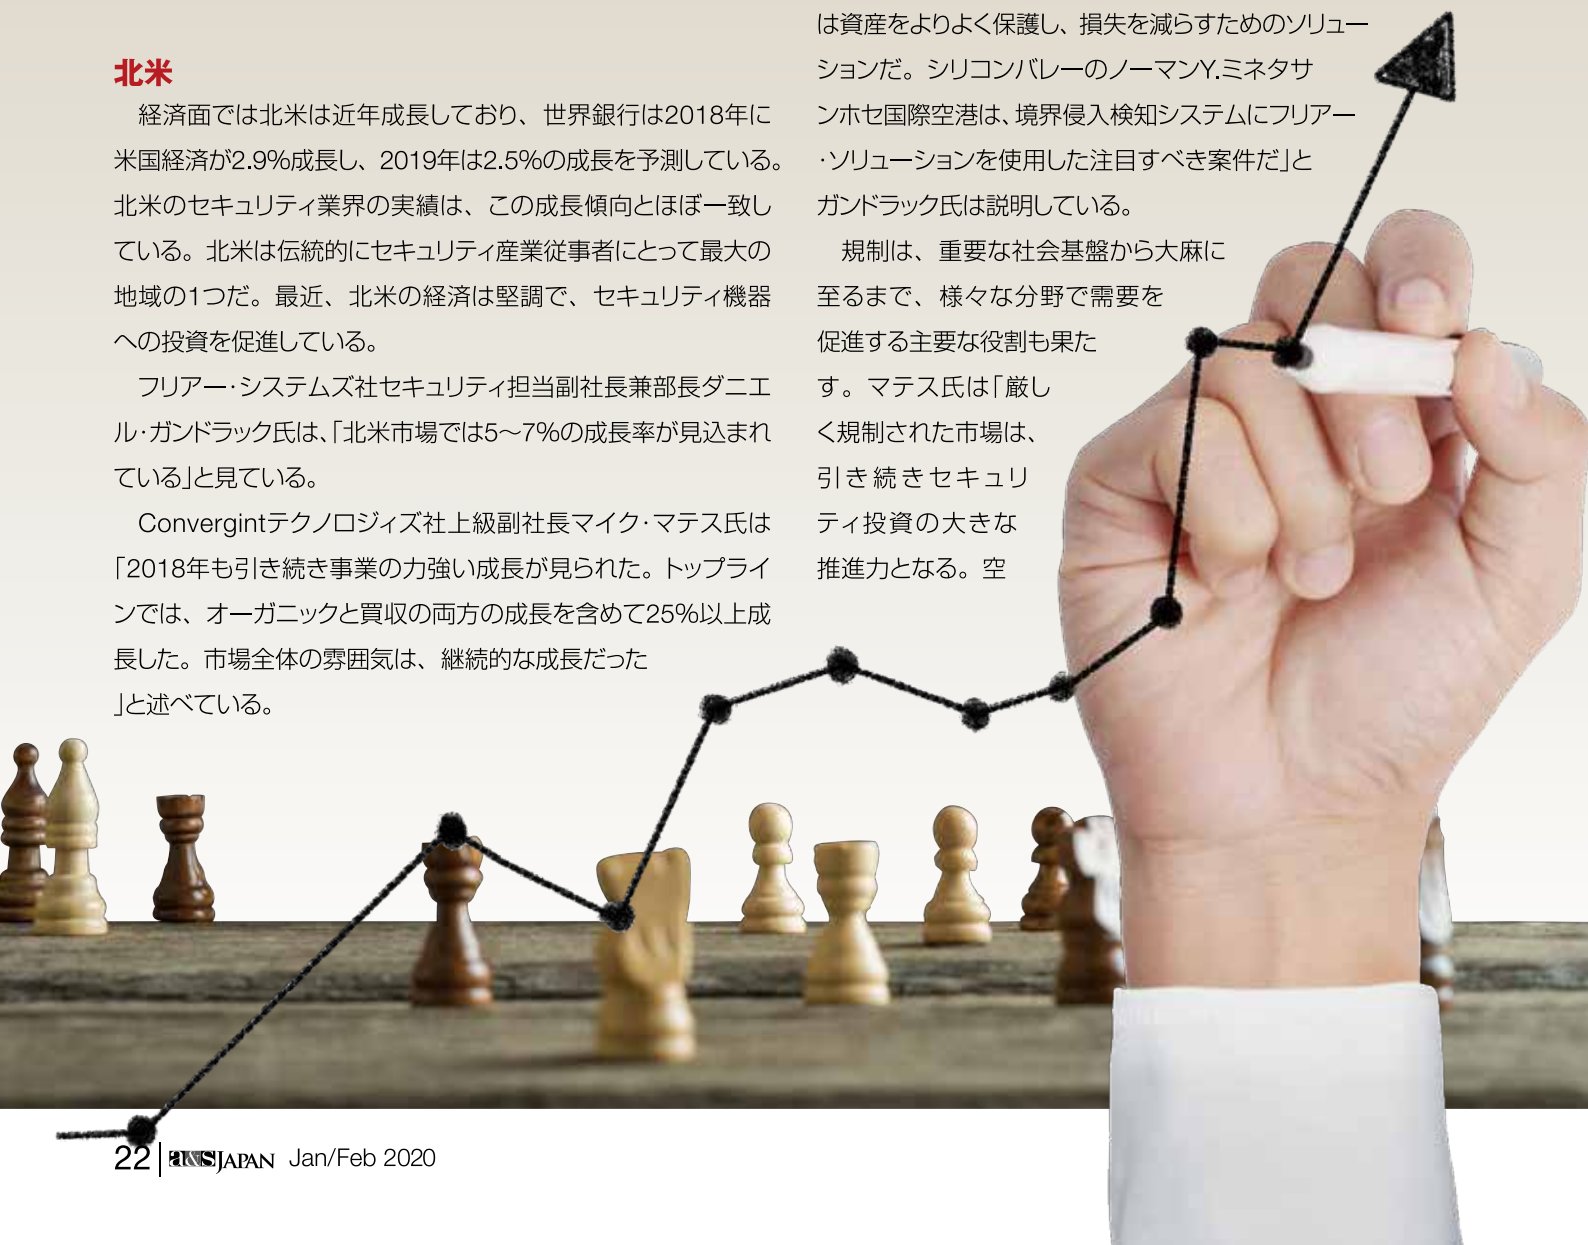 北米
経済面では北米は近年成長しており、世界銀行は2018年に
米国経済が2.9%成長し、2019年は2.5%の成長を予測している。
北米のセキュリティ業界の実績は、この成長傾向とほぼ一致し
ている。北米は伝統的にセキュリティ産業従事者にとって最大の
地域の1つだ。最近、北米の経済は堅調で、セキュリティ機器
への投資を促進している。
フリアー・システムズ社セキュリティ担当副社長兼部長ダニエ
ル・ガンドラック氏は、「北米市場では5～7%の成長率が見込まれ
ている」と見ている。
Convergintテクノロジィズ社上級副社長マイク・マテス氏は
「2018年も引き続き事業の力強い成長が見られた。トップライ
ンでは、オーガニックと買収の両方の成長を含めて25%以上成
長した。市場全体の雰囲気は、継続的な成長だった
」と述べている。
は資産をよりよく保護し、損失を減らすためのソリュー
ションだ。シリコンバレーのノーマンY.ミネタサ
ンホセ国際空港は、境界侵入検知システムにフリアー
・ソリューションを使用した注目すべき案件だ」と
ガンドラック氏は説明している。
規制は、重要な社会基盤から大麻に
至るまで、様々な分野で需要を
促進する主要な役割も果た
す。マテス氏は「厳し
く規制された市場は、
引き続きセキュリ
ティ投資の大きな
推進力となる。空
22 a&s JAPAN Jan/Feb 2020